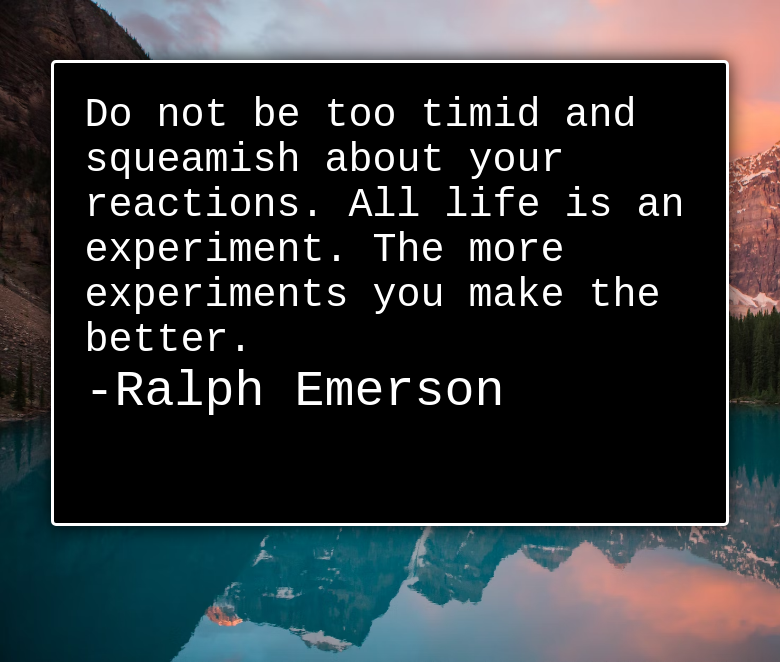 Do not be too timid and
squeamish about your
reactions. All life is an
experiment. The more
experiments you make the
better.
-Ralph Emerson